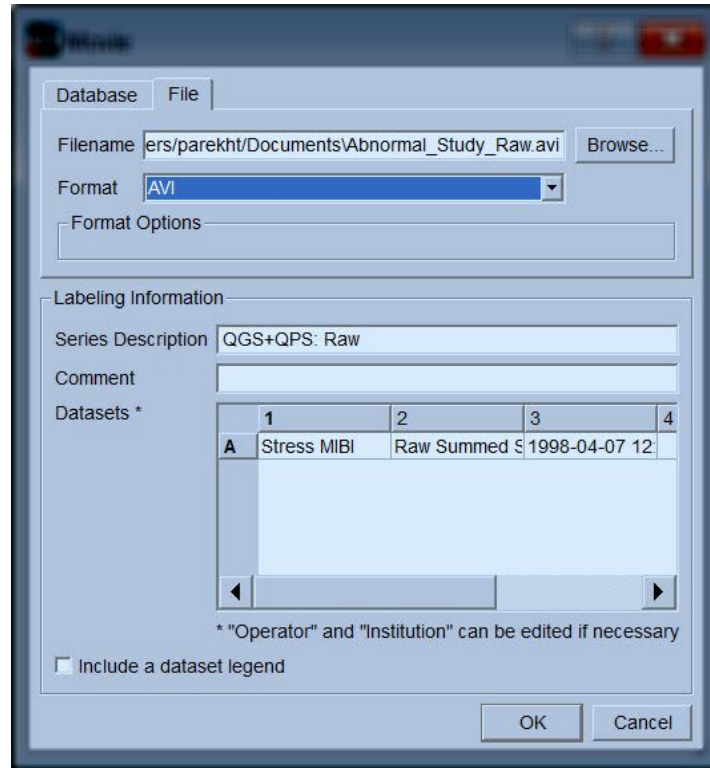 Movie
Database File
Filename ers/parekht/Documents\Abnormal_Study_Raw.avi Browse...
Format AVI
Format Options
Labeling Information
Series Description QGS+QPS: Raw
Comment
Datasets *
1 2 3 4
A Stress MIBI Raw Summed S 1998-04-07 12:
* "Operator" and "Institution" can be edited if necessary
Include a dataset legend
OK Cancel